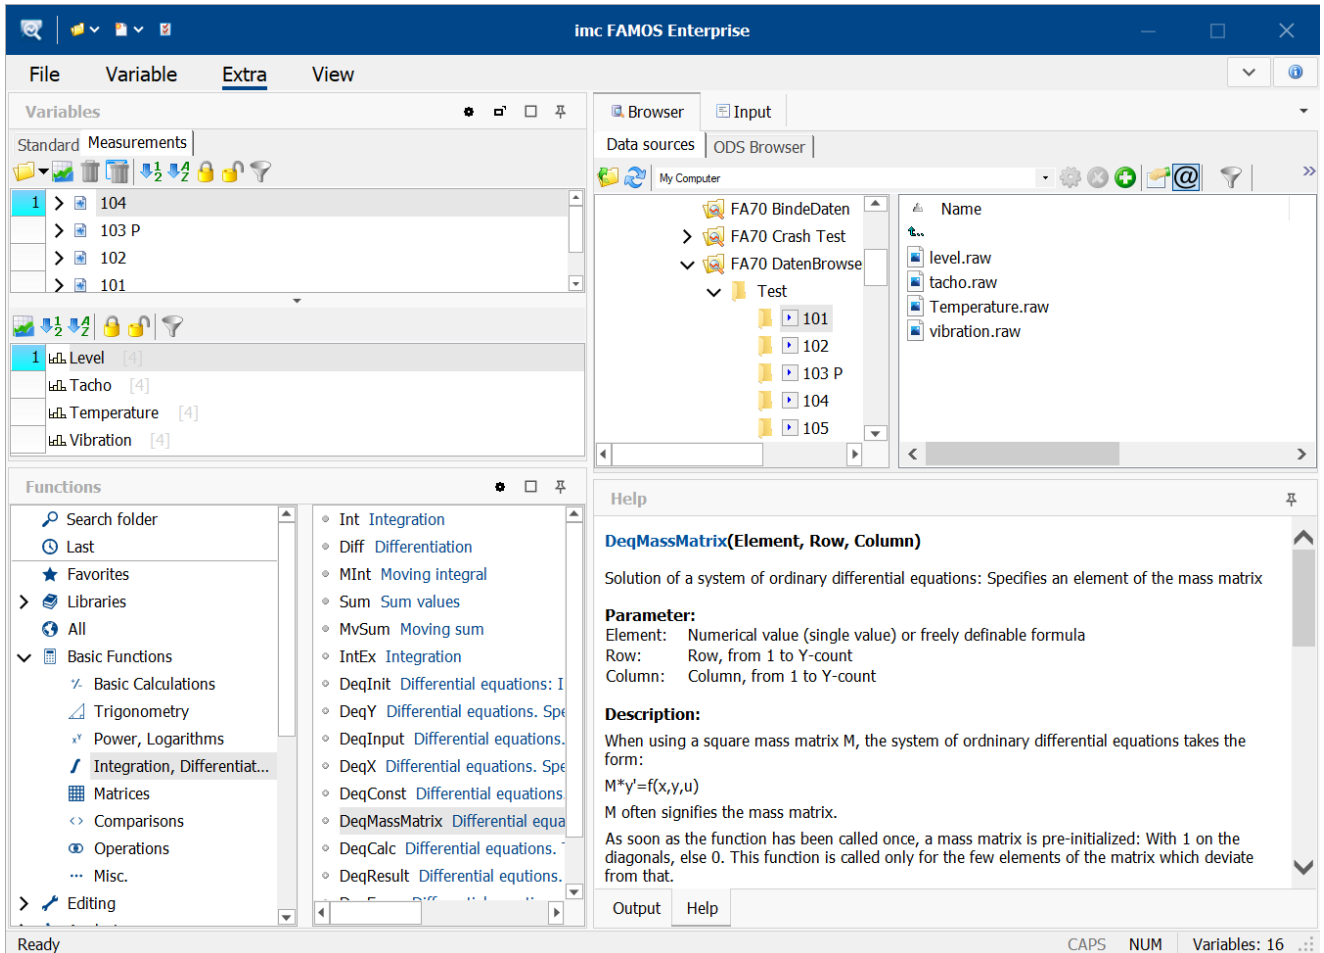 imc FAMOS Enterprise
File Variable Extra View
Variables
Standard Measurements
1 104
103 P
102
101
1 Level [4]
Tacho [4]
Temperature [4]
Vibration [4]
Browser Input
Data sources ODS Browser
My Computer
FA70 BindeDaten
FA70 Crash Test
FA70 DatenBrowse
Test
101
102
103 P
104
105
Name
level.raw
tacho.raw
Temperature.raw
vibration.raw
Functions
Search folder
Last
Favorites
Libraries
All
Basic Functions
Basic Calculations
Trigonometry
Power, Logarithms
Integration, Differentiat...
Matrices
Comparisons
Operations
Misc.
Editing
Int Integration
Diff Differentiation
MInt Moving integral
Sum Sum values
MvSum Moving sum
IntEx Integration
DeqInit Differential equations: I
DeqY Differential equations. Spe
DeqInput Differential equations.
DeqX Differential equations. Spe
DeqConst Differential equations
DeqMassMatrix Differential equa
DeqCalc Differential equations.
DeqResult Differential equtions.
Help
DeqMassMatrix(Element, Row, Column)
Solution of a system of ordinary differential equations: Specifies an element of the mass matrix
Parameter:
Element: Numerical value (single value) or freely definable formula
Row: Row, from 1 to Y-count
Column: Column, from 1 to Y-count
Description:
When using a square mass matrix M, the system of ordninary differential equations takes the
form:
M*y'=f(x,y,u)
M often signifies the mass matrix.
As soon as the function has been called once, a mass matrix is pre-initialized: With 1 on the
diagonals, else 0. This function is called only for the few elements of the matrix which deviate
from that.
Output Help
Ready
CAPS NUM Variables: 16